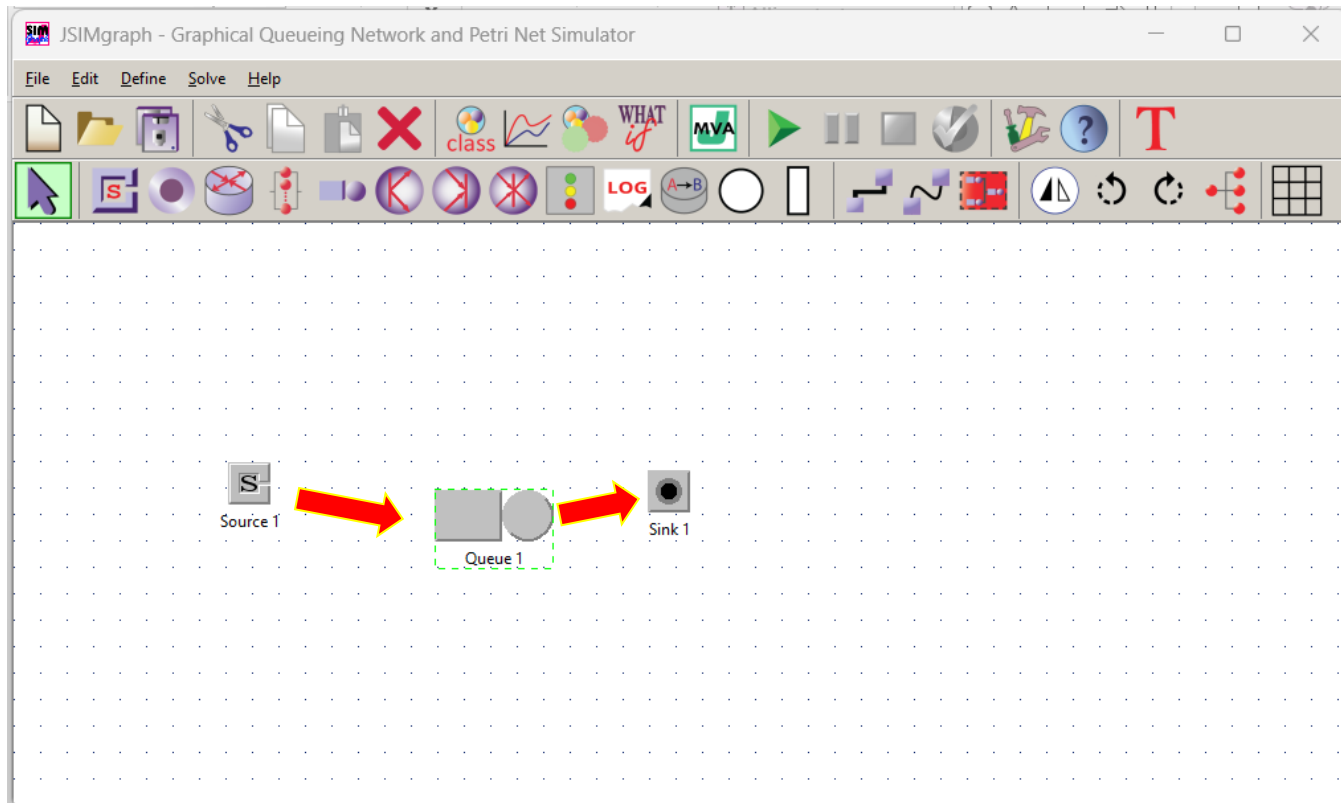 SIM JSIMgraph - Graphical Queueing Network and Petri Net Simulator
File Edit Define Solve Help
class WHAT if MVA ? T
S LOG A→B
S
Source 1
Queue 1
Sink 1